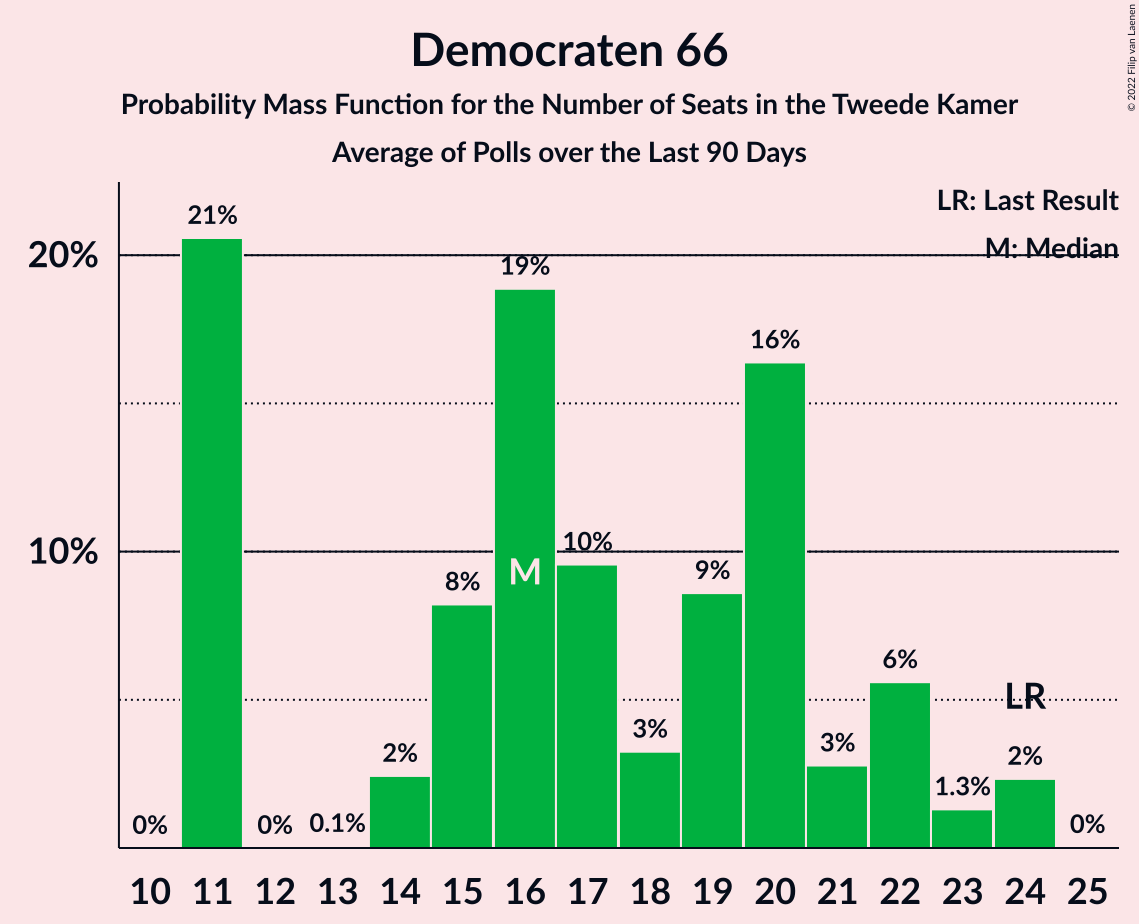 Democraten 66
Probability Mass Function for the Number of Seats in the Tweede Kamer
Average of Polls over the Last 90 Days
© 2022 Filip van Laenen
LR: Last Result
M: Median
20%
10%
0%
21%
0%
0.1%
2%
8%
19%
10%
3%
9%
16%
3%
6%
1.3%
2%
0%
M
LR
10 11 12 13 14 15 16 17 18 19 20 21 22 23 24 25